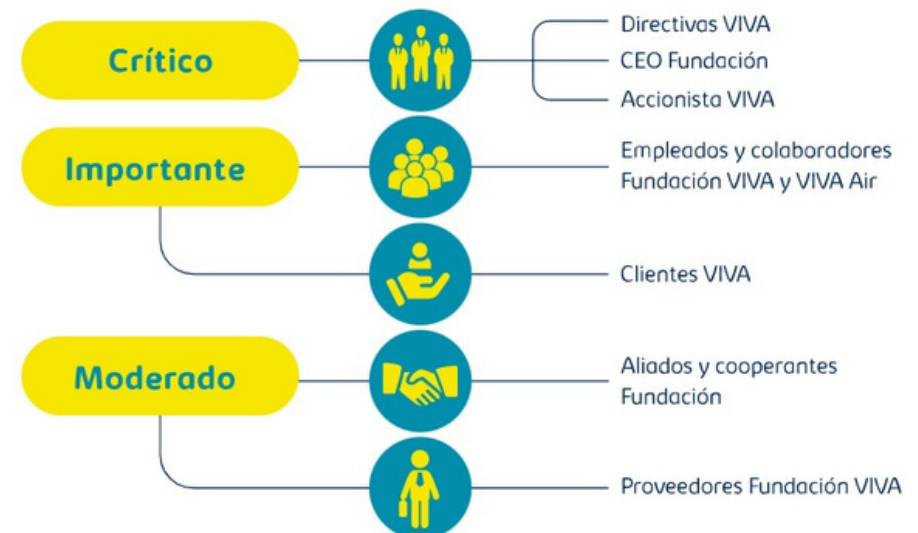 Crítico
Directivas VIVA
CEO Fundación
Accionista VIVA
Importante
Empleados y colaboradores
Fundación VIVA y VIVA Air
Clientes VIVA
Moderado
Aliados y cooperantes
Fundación
Proveedores Fundación VIVA